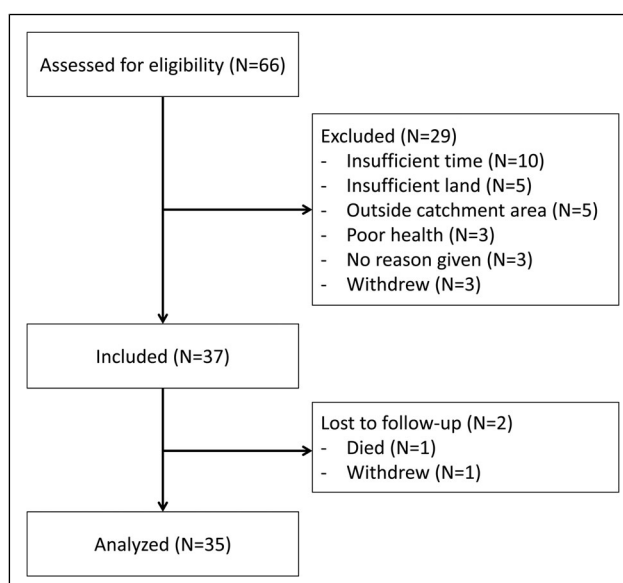 Assessed for eligibility (N=66)
Excluded (N=29)
- Insufficient time (N=10)
- Insufficient land (N=5)
- Outside catchment area (N=5)
- Poor health (N=3)
- No reason given (N=3)
- Withdrew (N=3)
Included (N=37)
Lost to follow-up (N=2)
- Died (N=1)
- Withdrew (N=1)
Analyzed (N=35)